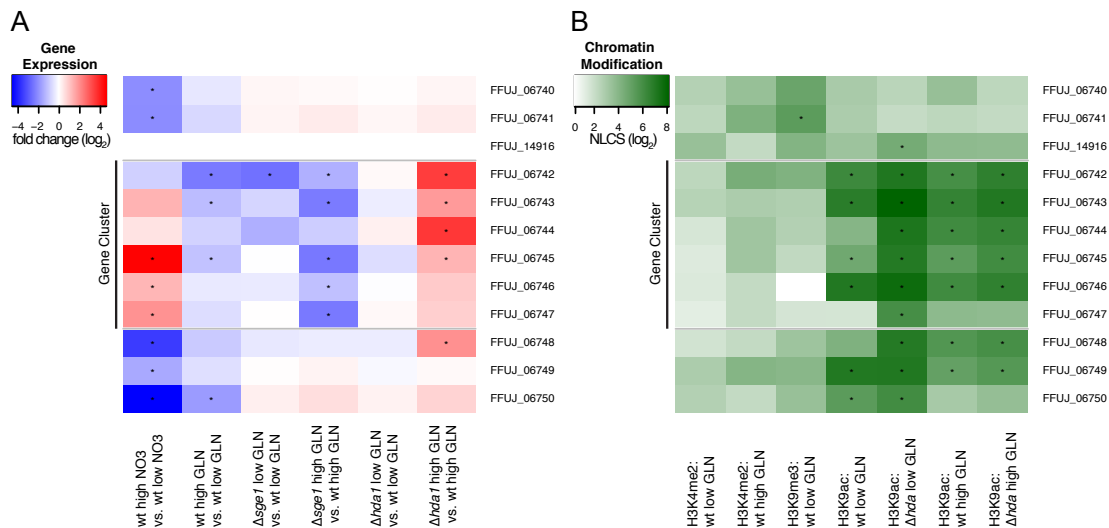 A
Gene
Expression
−4 −2 0 2 4
fold change (log2)
Gene Cluster
FFUJ_06740
FFUJ_06741
FFUJ_14916
FFUJ_06742
FFUJ_06743
FFUJ_06744
FFUJ_06745
FFUJ_06746
FFUJ_06747
FFUJ_06748
FFUJ_06749
FFUJ_06750
wt high NO3
vs. wt low NO3
wt high GLN
vs. wt low GLN
Δsge1 low GLN
vs. wt low GLN
Δsge1 high GLN
vs. wt high GLN
Δhda1 low GLN
vs. wt low GLN
Δhda1 high GLN
vs. wt high GLN
B
Chromatin
Modification
0 2 4 6 8
NLCS (log2)
Gene Cluster
FFUJ_06740
FFUJ_06741
FFUJ_14916
FFUJ_06742
FFUJ_06743
FFUJ_06744
FFUJ_06745
FFUJ_06746
FFUJ_06747
FFUJ_06748
FFUJ_06749
FFUJ_06750
H3K4me2:
wt low GLN
H3K4me2:
wt high GLN
H3K9me3:
wt low GLN
H3K9ac:
wt low GLN
H3K9ac:
Δhda low GLN
H3K9ac:
wt high GLN
H3K9ac:
Δhda high GLN